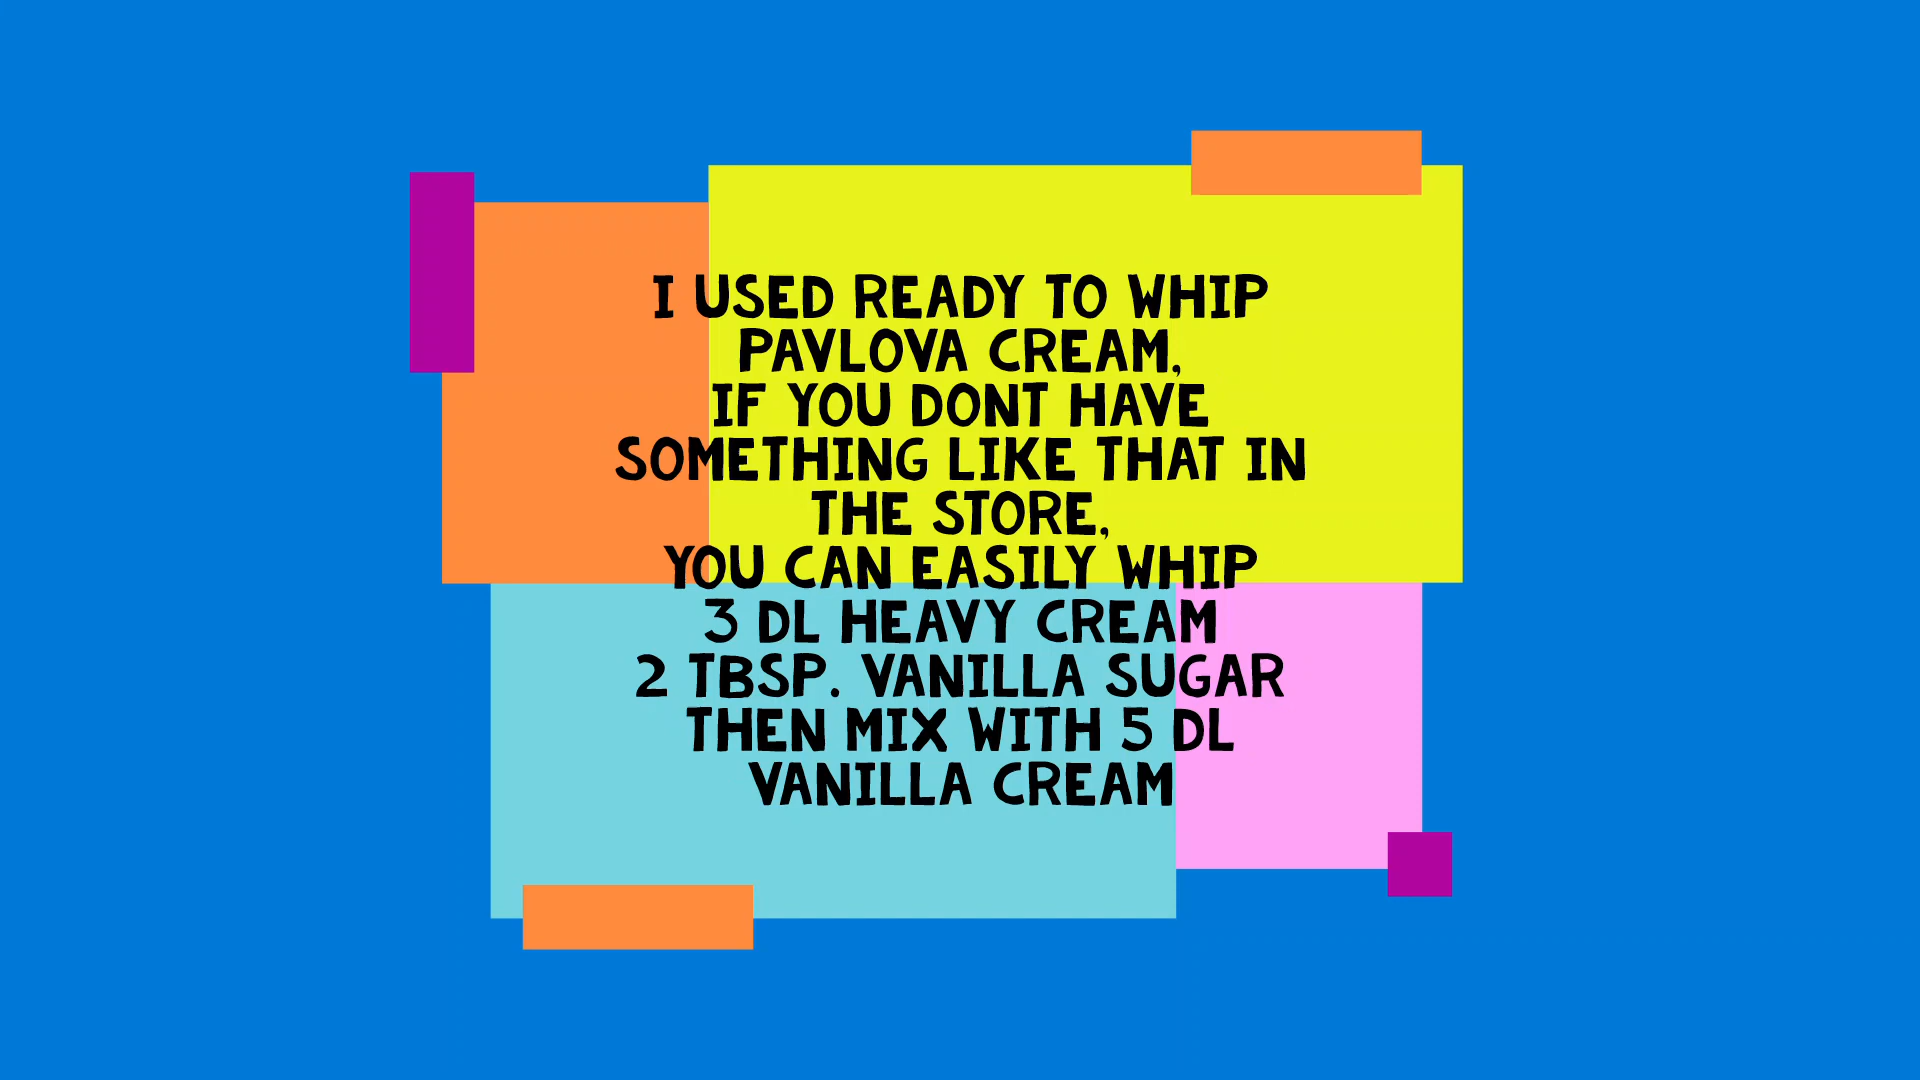 I USED READY TO WHIP
PAVLOVA CREAM,
IF YOU DONT HAVE
SOMETHING LIKE THAT IN
THE STORE,
YOU CAN EASILY WHIP
3 DL HEAVY CREAM
2 TBSP. VANILLA SUGAR
THEN MIX WITH 5 DL
VANILLA CREAM